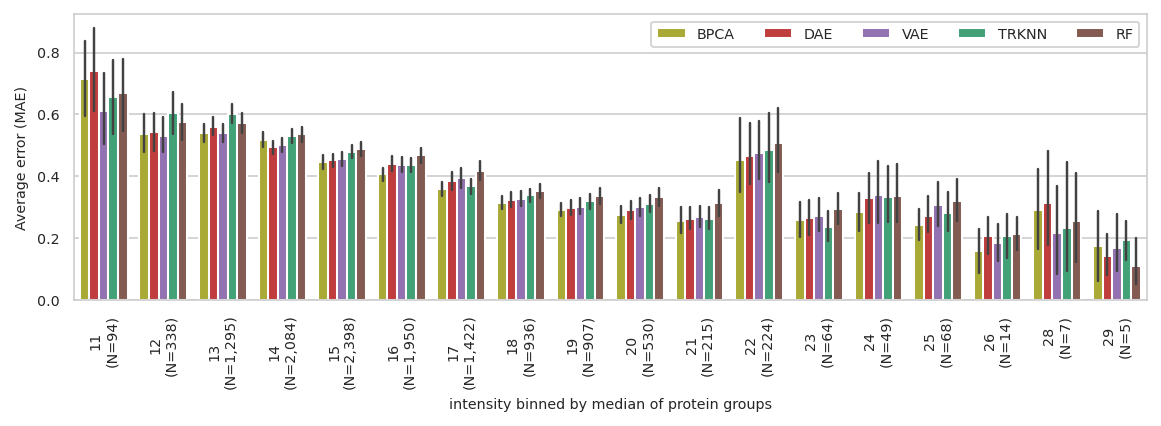 BPCA DAE VAE TRKNN RF
Average error (MAE)
0.8
0.6
0.4
0.2
0.0
11
(N=94)
12
(N=338)
13
(N=1,295)
14
(N=2,084)
15
(N=2,398)
16
(N=1,950)
17
(N=1,422)
18
(N=936)
19
(N=907)
20
(N=530)
21
(N=215)
22
(N=224)
23
(N=64)
24
(N=49)
25
(N=68)
26
(N=14)
28
(N=7)
29
(N=5)
intensity binned by median of protein groups